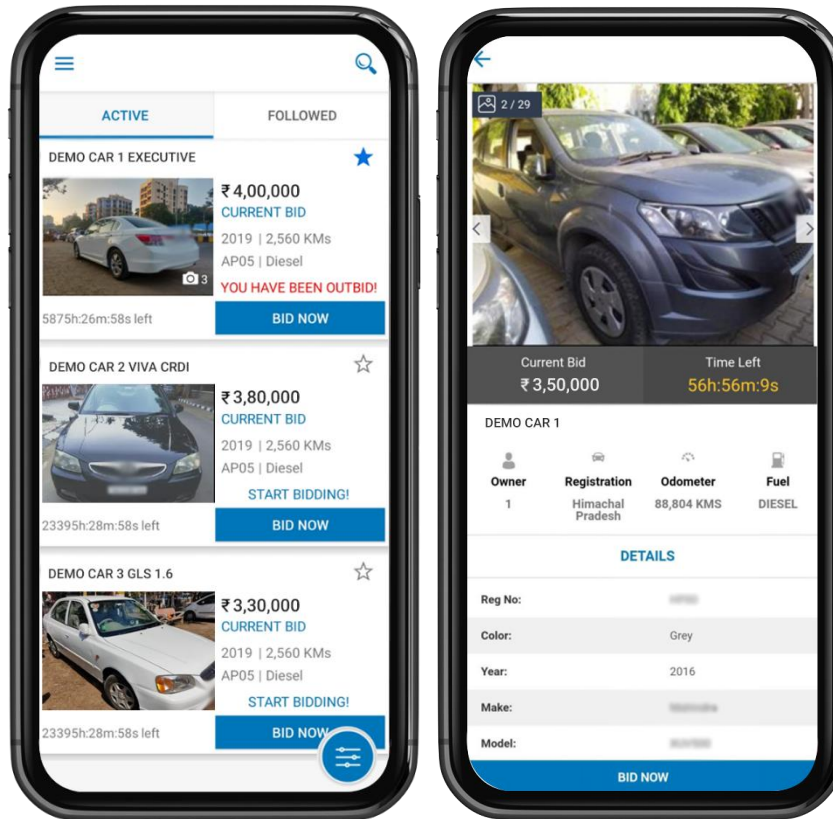 ACTIVE
FOLLOWED
DEMO CAR 1 EXECUTIVE
₹4,00,000
CURRENT BID
2019 | 2,560 KMs
AP05 | Diesel
3
YOU HAVE BEEN OUTBID!
5875h:26m:58s left
BID NOW
DEMO CAR 2 VIVA CRDI
₹3,80,000
CURRENT BID
2019 | 2,560 KMs
AP05 | Diesel
START BIDDING!
23395h:28m:58s left
BID NOW
DEMO CAR 3 GLS 1.6
₹3,30,000
CURRENT BID
2019 | 2,560 KMs
AP05 | Diesel
START BIDDING!
23395h:28m:58s left
BID NOW
2 / 29
Current Bid
₹3,50,000
Time Left
56h:56m:9s
DEMO CAR 1
Owner
1
Registration
Himachal
Pradesh
Odometer
88,804 KMS
Fuel
DIESEL
DETAILS
Reg No:
Color: Grey
Year: 2016
Make:
Model:
BID NOW